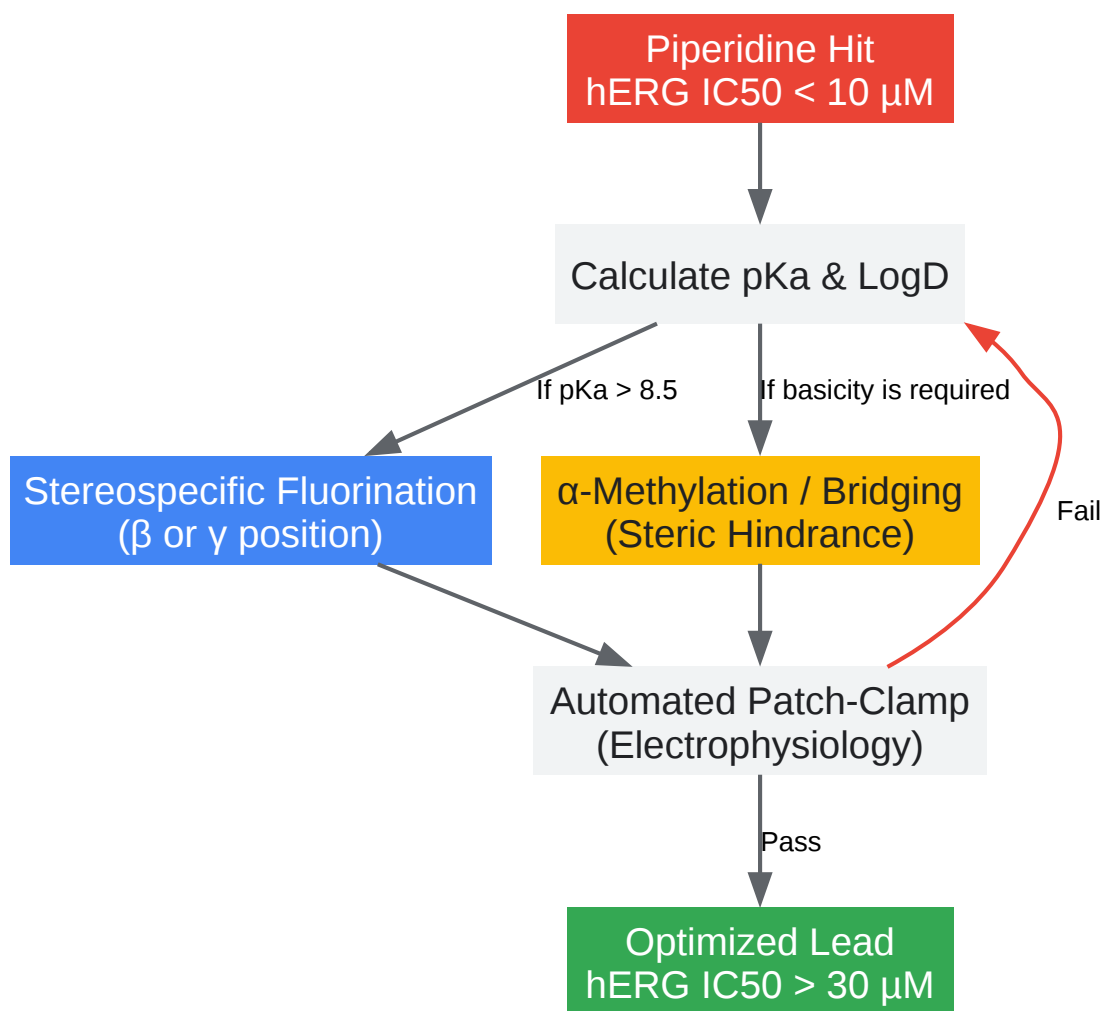 Piperidine Hit
hERG IC50 < 10 µM
Calculate pKa & LogD
If pKa > 8.5
If basicity is required
Stereospecific Fluorination
(β or γ position)
α-Methylation / Bridging
(Steric Hindrance)
Fail
Automated Patch-Clamp
(Electrophysiology)
Pass
Optimized Lead
hERG IC50 > 30 µM